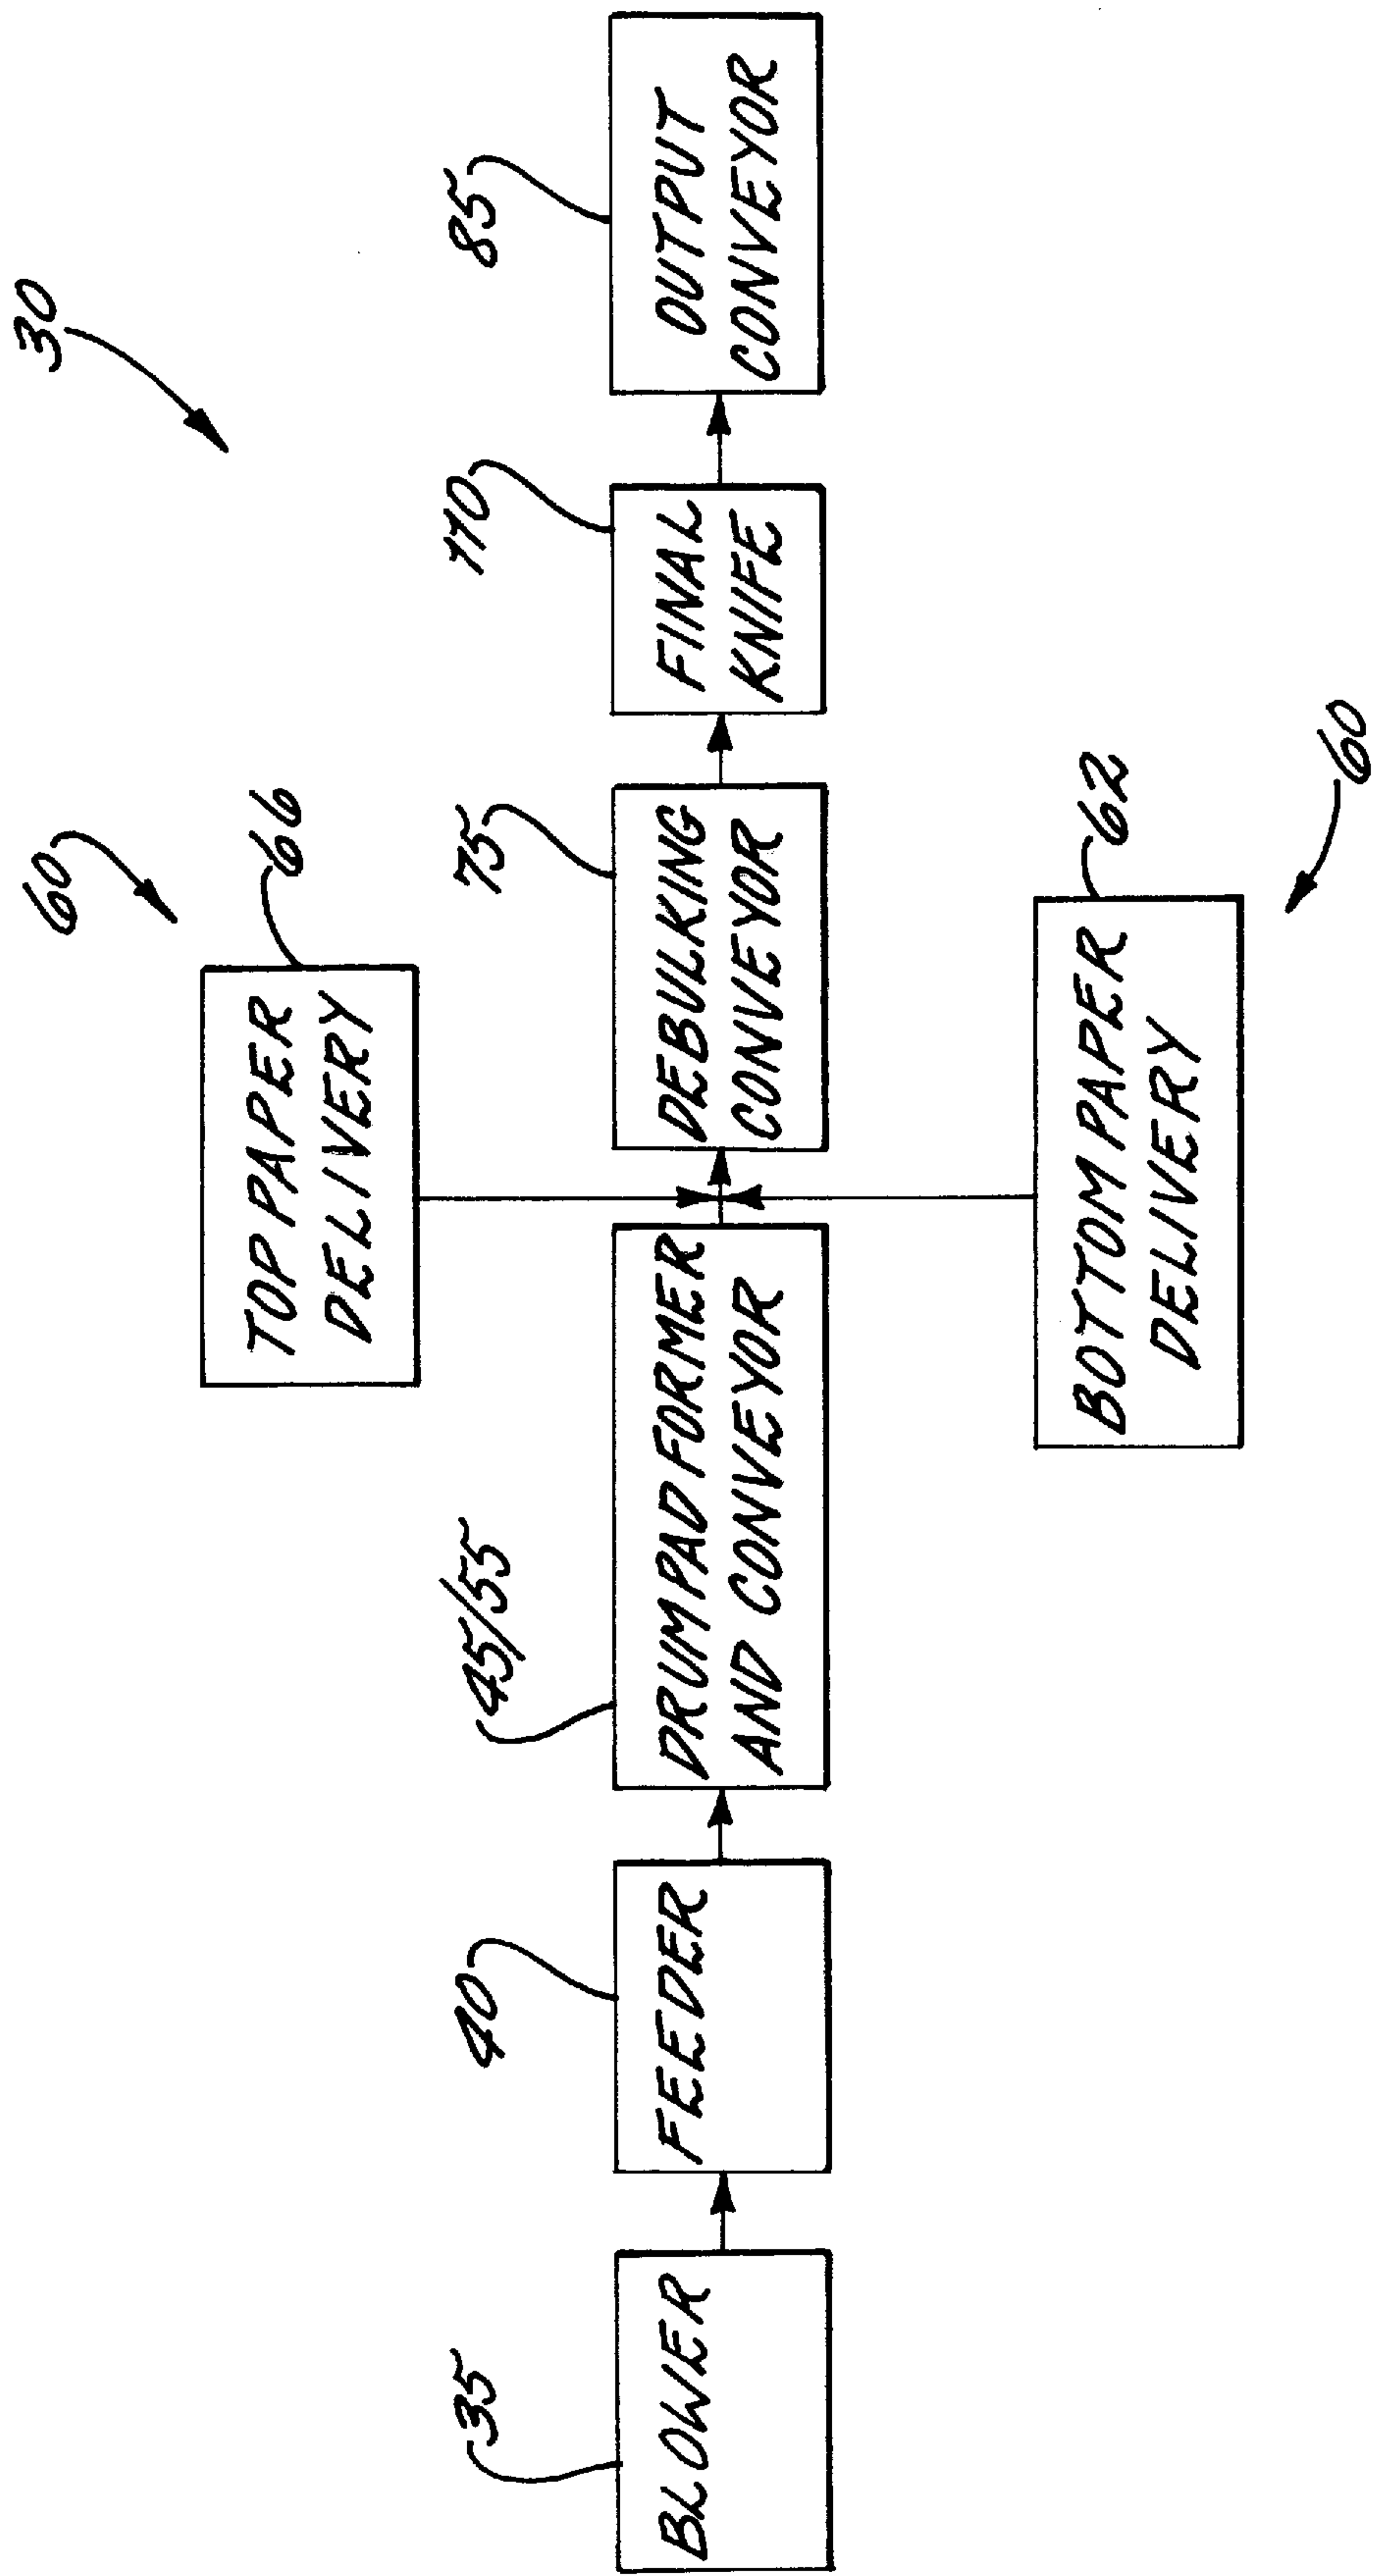 30
60
66
TOP PAPER
DELIVERY
35
BLOWER
40
FEEDER
45/55
DRUM PAD FORMER
AND CONVEYOR
75
DEBULKING
CONVEYOR
110
FINAL
KNIFE
85
OUTPUT
CONVEYOR
62
BOTTOM PAPER
DELIVERY
60